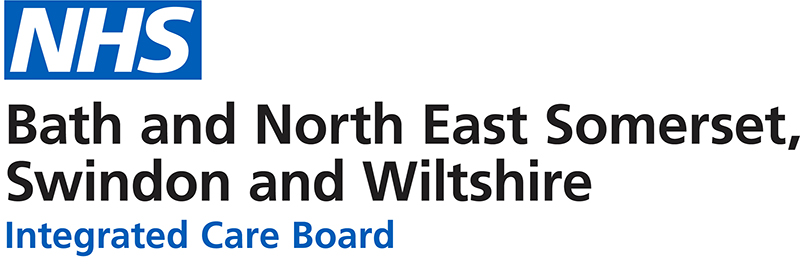 NHS
Bath and North East Somerset,
Swindon and Wiltshire
Integrated Care Board